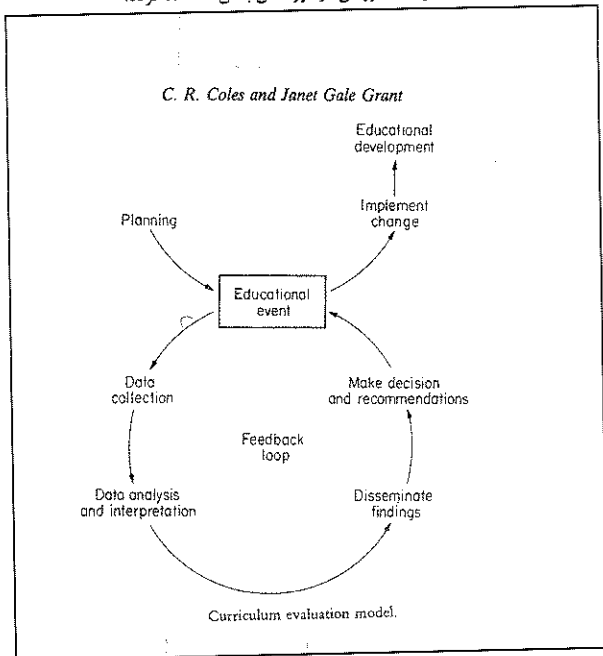 C. R. Coles and Janet Gale Grant
Educational
development
Implement
change
Planning
Educational
event
Data
collection
Make decision
and recommendations
Feedback
loop
Data analysis
and interpretation
Disseminate
findings
Curriculum evaluation model.